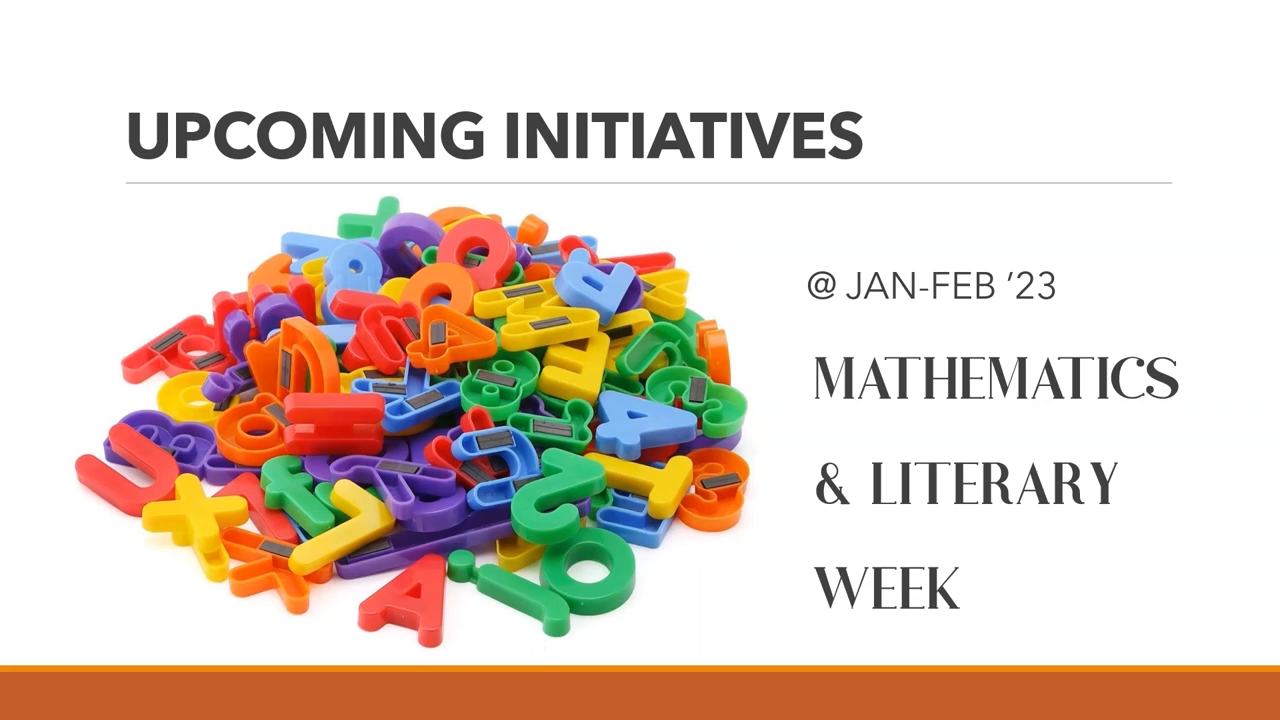 UPCOMING INITIATIVES
@ JAN-FEB ’23
MATHEMATICS
& LITERARY
WEEK